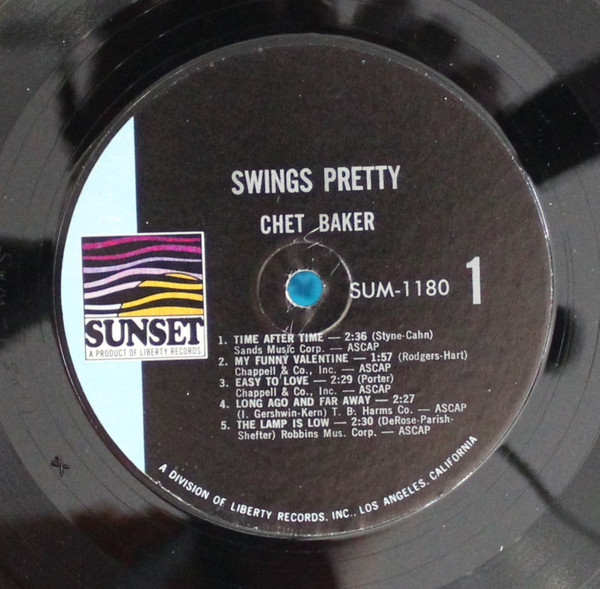 SWINGS PRETTY
CHET BAKER
SUM-1180 1
SUNSET
A PRODUCT OF LIBERTY RECORDS
1. TIME AFTER TIME — 2:36 (Styne-Cahn)
Sands Music Corp. — ASCAP
2. MY FUNNY VALENTINE — 1:57 (Rodgers-Hart)
Chappell & Co., Inc. — ASCAP
3. EASY TO LOVE — 2:29 (Porter)
Chappell & Co., Inc. — ASCAP
4. LONG AGO AND FAR AWAY — 2:27
(I. Gershwin-Kern) T. B. Harms Co. — ASCAP
5. THE LAMP IS LOW — 2:30 (DeRose-Parish-
Shefter) Robbins Mus. Corp. — ASCAP
A DIVISION OF LIBERTY RECORDS, INC., LOS ANGELES, CALIFORNIA